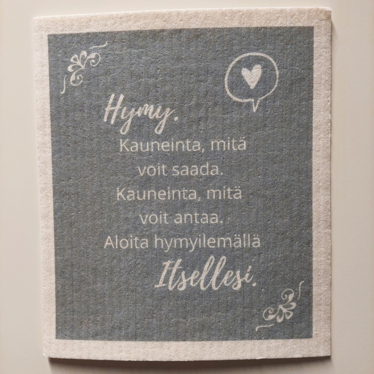 Hymy.
Kauneinta, mitä
voit saada.
Kauneinta, mitä
voit antaa.
Aloita hymyilemällä
Itsellesi.